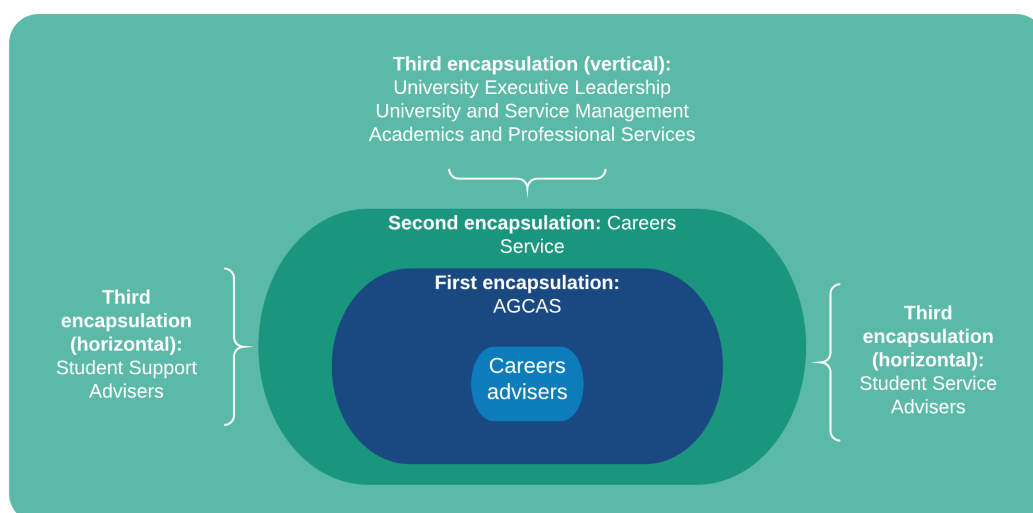 Third encapsulation (vertical):
University Executive Leadership
University and Service Management
Academics and Professional Services
Second encapsulation: Careers
Service
First encapsulation:
AGCAS
Careers
advisers
Third
encapsulation
(horizontal):
Student Support
Advisers
Third
encapsulation
(horizontal):
Student Service
Advisers